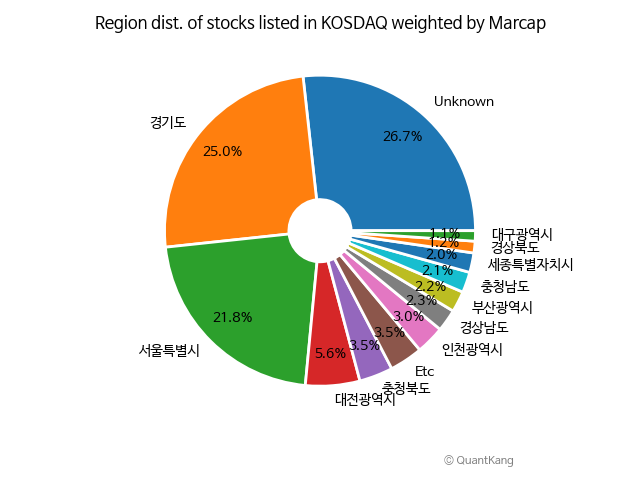 Region dist. of stocks listed in KOSDAQ weighted by Marcap
Unknown
26.7%
경기도
25.0%
서울특별시
21.8%
대전광역시
5.6%
충청북도
3.5%
Etc
3.5%
인천광역시
3.0%
경상남도
2.3%
부산광역시
2.2%
충청남도
2.1%
세종특별자치시
2.0%
경상북도
1.2%
대구광역시
1.1%
© QuantKang